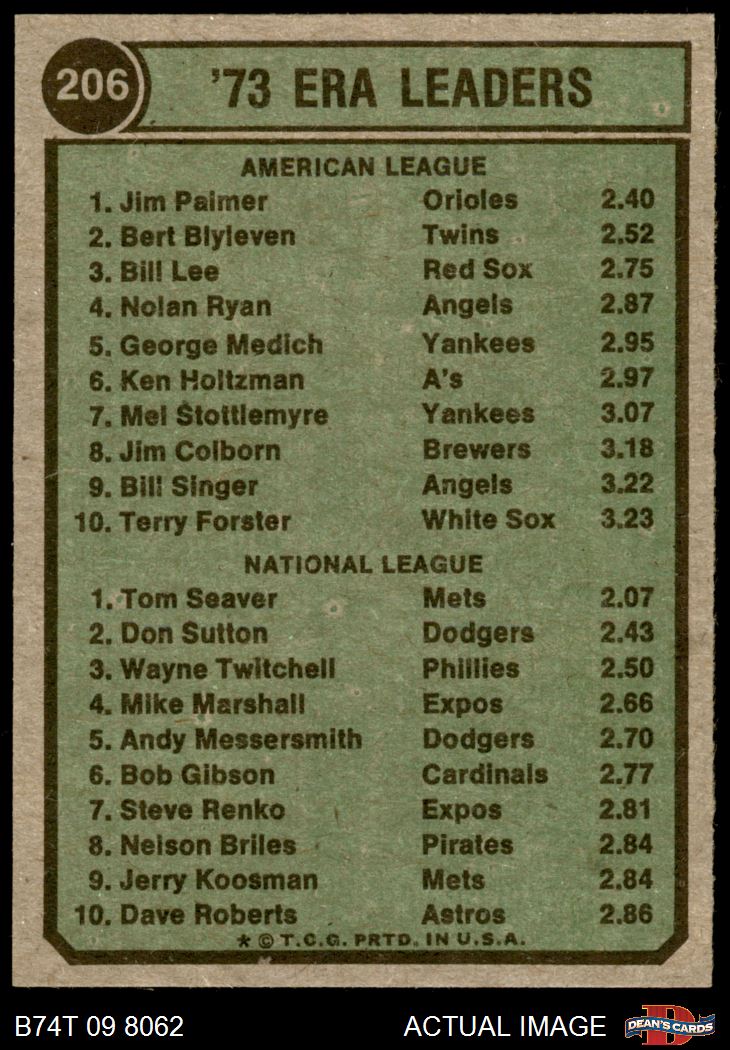 206
'73 ERA LEADERS
AMERICAN LEAGUE
1. Jim Palmer Orioles 2.40
2. Bert Blyleven Twins 2.52
3. Bill Lee Red Sox 2.75
4. Nolan Ryan Angels 2.87
5. George Medich Yankees 2.95
6. Ken Holtzman A's 2.97
7. Mel Stottlemyre Yankees 3.07
8. Jim Colborn Brewers 3.18
9. Bill Singer Angels 3.22
10. Terry Forster White Sox 3.23
NATIONAL LEAGUE
1. Tom Seaver Mets 2.07
2. Don Sutton Dodgers 2.43
3. Wayne Twitchell Phillies 2.50
4. Mike Marshall Expos 2.66
5. Andy Messersmith Dodgers 2.70
6. Bob Gibson Cardinals 2.77
7. Steve Renko Expos 2.81
8. Nelson Briles Pirates 2.84
9. Jerry Koosman Mets 2.84
10. Dave Roberts Astros 2.86
* © T.C.G. PRTD. IN U.S.A.
B74T 09 8062 ACTUAL IMAGE
D
DEAN'S CARDS